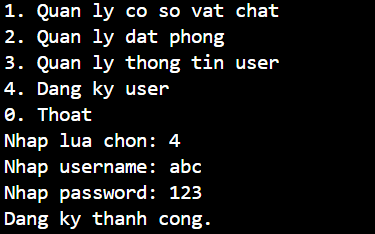 1. Quan ly co so vat chat
2. Quan ly dat phong
3. Quan ly thong tin user
4. Dang ky user
0. Thoat
Nhap lua chon: 4
Nhap username: abc
Nhap password: 123
Dang ky thanh cong.